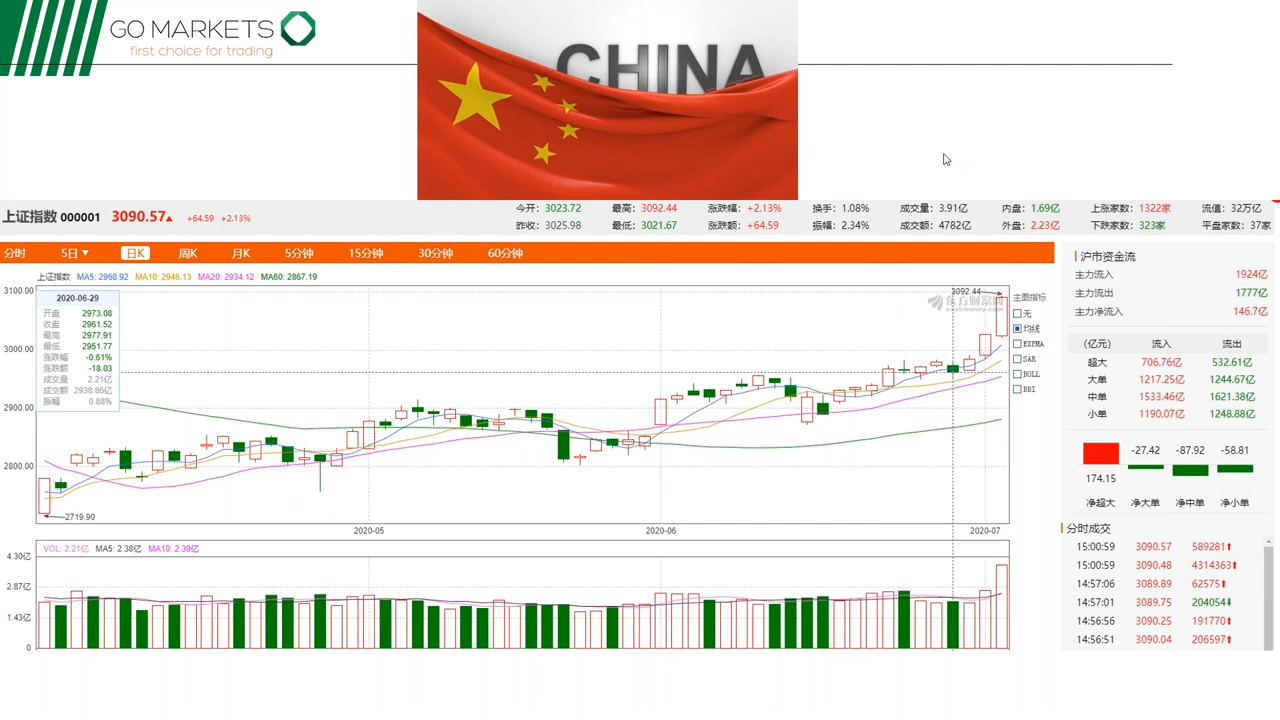 GO MARKETS
first choice for trading
CHINA
上证指数 000001 3090.57▲ +64.59 +2.13%
今开：3023.72 最高：3092.44 涨跌幅：+2.13% 换手：1.08% 成交量：3.91亿 内盘：1.69亿 上涨家数：1322家 流值：32万亿
昨收：3025.98 最低：3021.67 涨跌额：+64.59 振幅：2.34% 成交额：4782亿 外盘：2.23亿 下跌家数：323家 平盘家数：37家
分时 5日▼ 日K 周K 月K 5分钟 15分钟 30分钟 60分钟
上证指数 MA5: 2968.92 MA10: 2946.13 MA20: 2934.12 MA60: 2867.19
3100.00
3000.00
2900.00
2800.00
2020-06-29
开盘 2973.08
收盘 2961.52
最高 2977.91
最低 2951.77
涨跌幅 -0.61%
涨跌额 -18.03
成交量 2.21亿
成交额 2938.86亿
振幅 0.88%
3092.44
东方财富网
eastmoney.com
2719.90
主图指标
无
均线
EXPMA
SAR
BOLL
BBI
2020-05 2020-06 2020-07
VOL: 2.21亿 MA5: 2.38亿 MA10: 2.39亿
4.30亿
2.87亿
1.43亿
0
沪市资金流
主力流入 1924亿
主力流出 1777亿
主力净流入 146.7亿
（亿元） 流入 流出
超大 706.76亿 532.61亿
大单 1217.25亿 1244.67亿
中单 1533.46亿 1621.38亿
小单 1190.07亿 1248.88亿
-27.42 -87.92 -58.81
174.15
净超大 净大单 净中单 净小单
分时成交
15:00:59 3090.57 589281⬆
15:00:59 3090.48 4314363⬆
14:57:06 3089.89 62575⬆
14:57:01 3089.75 204054⬇
14:56:56 3090.25 191770⬆
14:56:51 3090.04 206597⬆